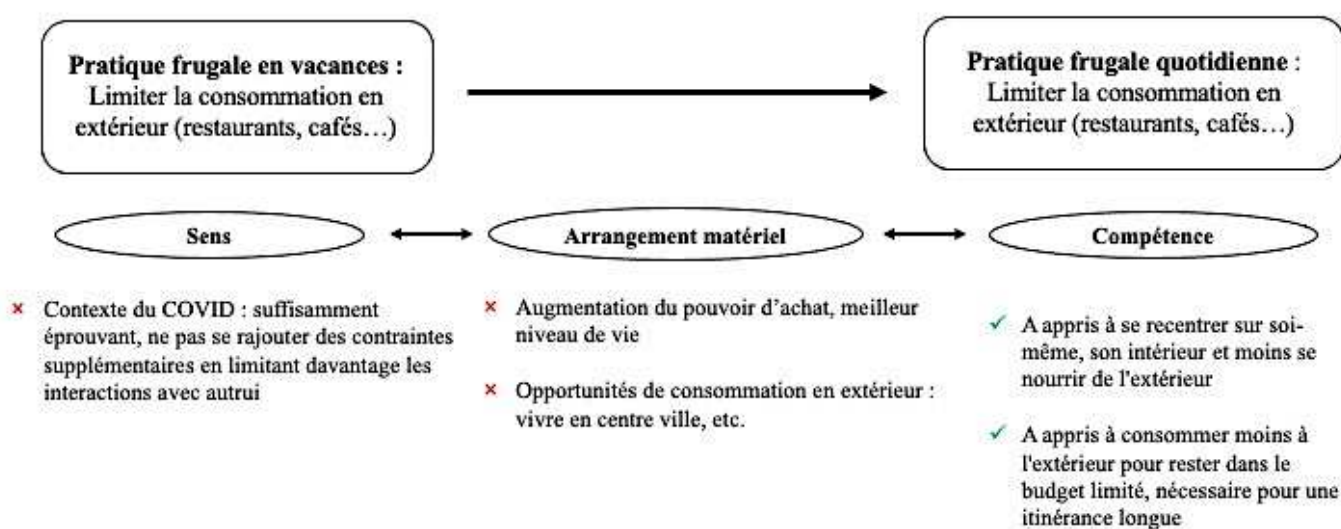 Pratique frugale en vacances :
Limiter la consommation en
extérieur (restaurants, cafés…)
Pratique frugale quotidienne :
Limiter la consommation en
extérieur (restaurants, cafés…)
Sens
Arrangement matériel
Compétence
× Contexte du COVID : suffisamment
éprouvant, ne pas se rajouter des contraintes
supplémentaires en limitant davantage les
interactions avec autrui
× Augmentation du pouvoir d’achat, meilleur
niveau de vie
× Opportunités de consommation en extérieur :
vivre en centre ville, etc.
✓ A appris à se recentrer sur soi-
même, son intérieur et moins se
nourrir de l'extérieur
✓ A appris à consommer moins à
l'extérieur pour rester dans le
budget limité, nécessaire pour une
itinérance longue